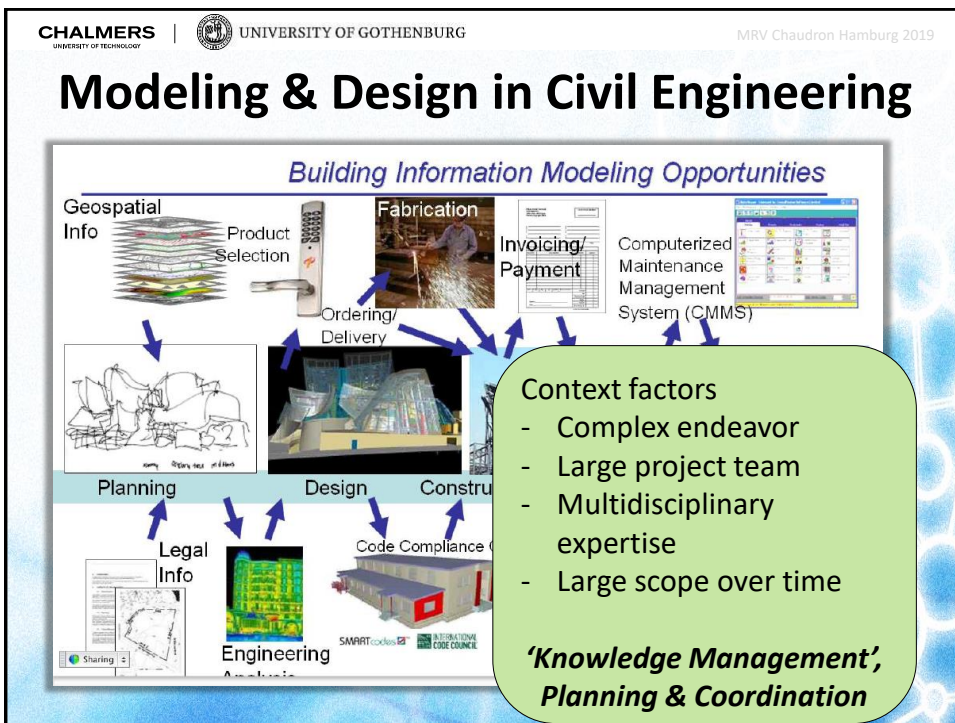 CHALMERS
UNIVERSITY OF TECHNOLOGY
UNIVERSITY OF GOTHENBURG
MRV Chaudron Hamburg 2019
Modeling & Design in Civil Engineering
Building Information Modeling Opportunities
Geospatial
Info
Product
Selection
Fabrication
Invoicing/
Payment
Computerized
Maintenance
Management
System (CMMS)
Ordering/
Delivery
Planning
Design
Constru
Legal
Info
Engineering
Code Compliance
SMARTcodes
INTERNATIONAL
CODE COUNCIL
Sharing
Context factors
- Complex endeavor
- Large project team
- Multidisciplinary
expertise
- Large scope over time
‘Knowledge Management’,
Planning & Coordination